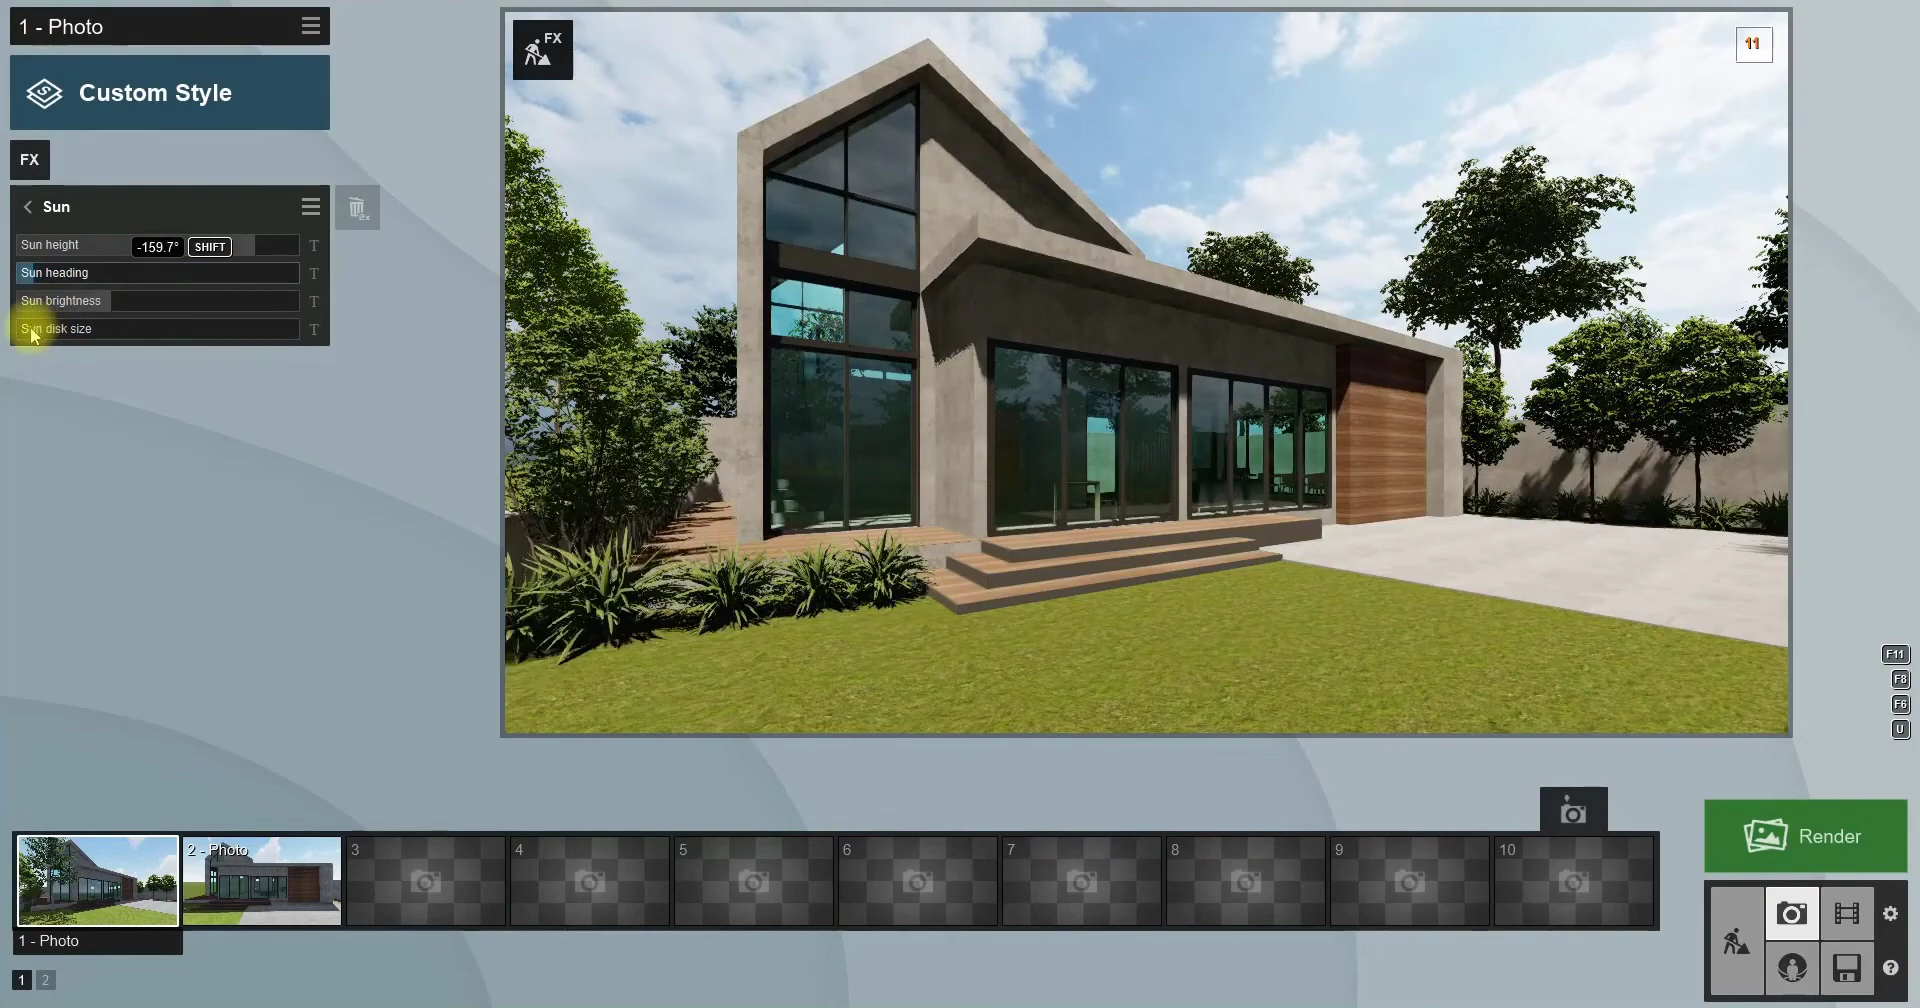 1 - Photo
Custom Style
FX
Sun
Sun height
-159.7°
SHIFT
T
Sun heading
T
Sun brightness
T
Sun disk size
T
2x
FX
11
F11
F8
F6
U
2 - Photo
3
4
5
6
7
8
9
10
1 - Photo
1
2
Render
?